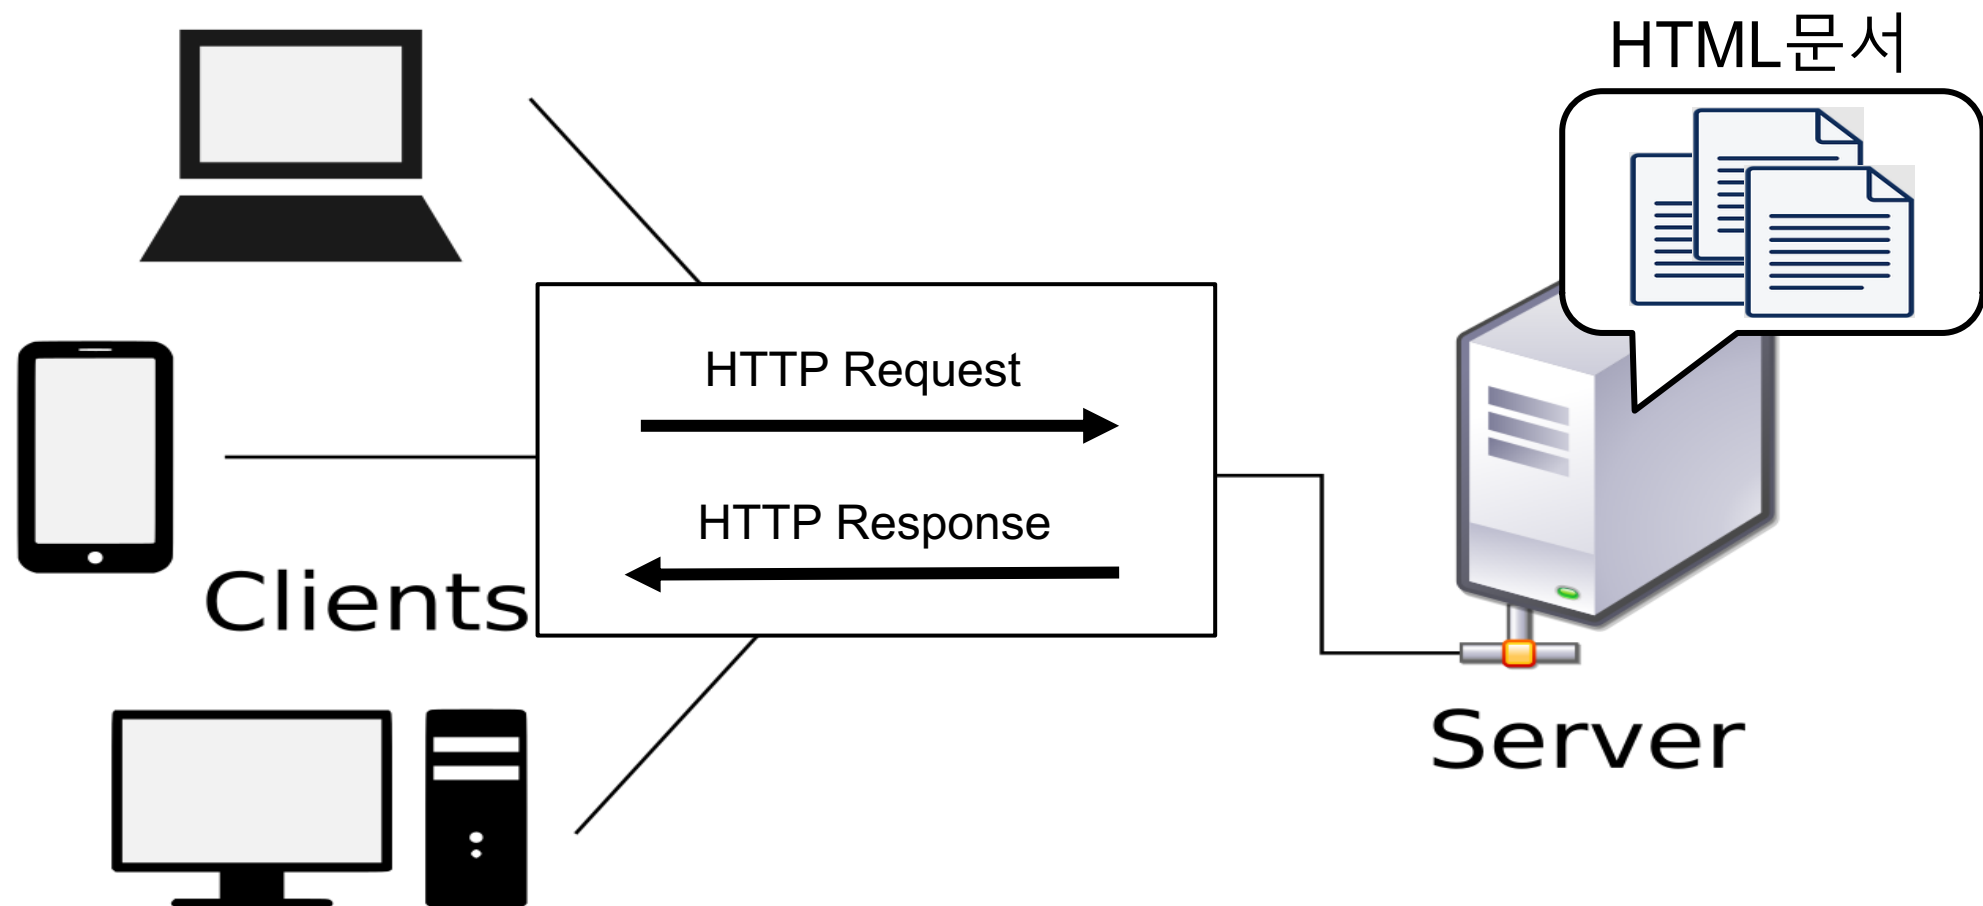 HTML문서
HTTP Request
HTTP Response
Clients
Server